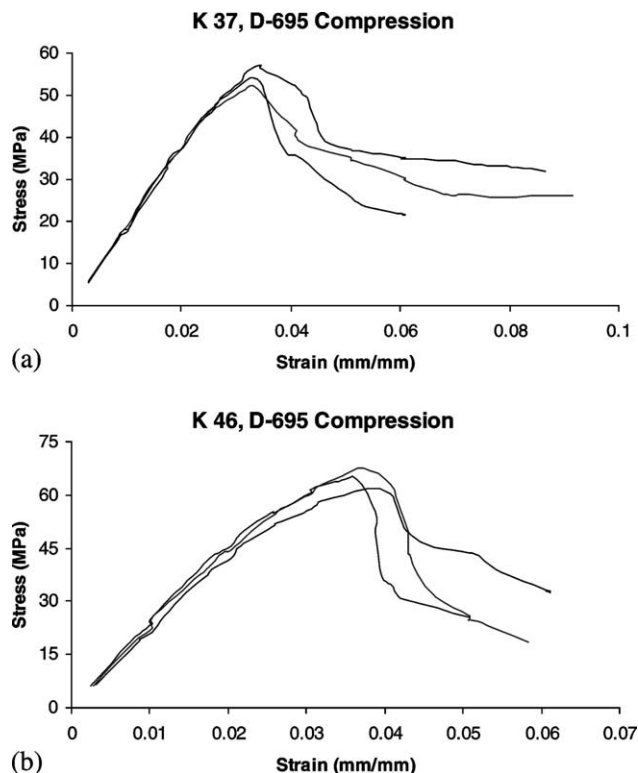 K 37, D-695 Compression
60
50
40
30
20
10
0
Stress (MPa)
0 0.02 0.04 0.06 0.08 0.1
Strain (mm/mm)
(a)
K 46, D-695 Compression
75
60
45
30
15
0
Stress (MPa)
0 0.01 0.02 0.03 0.04 0.05 0.06 0.07
Strain (mm/mm)
(b)